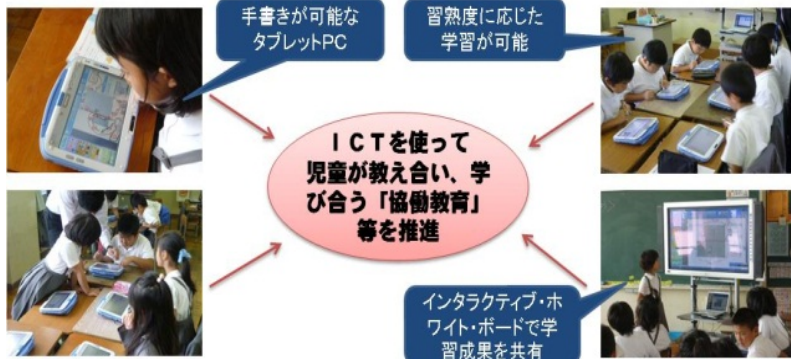 手書きが可能な
タブレットPC
習熟度に応じた
学習が可能
ＩＣＴを使って
児童が教え合い、学
び合う「協働教育」
等を推進
インタラクティブ・ホ
ワイト・ボードで学
習成果を共有